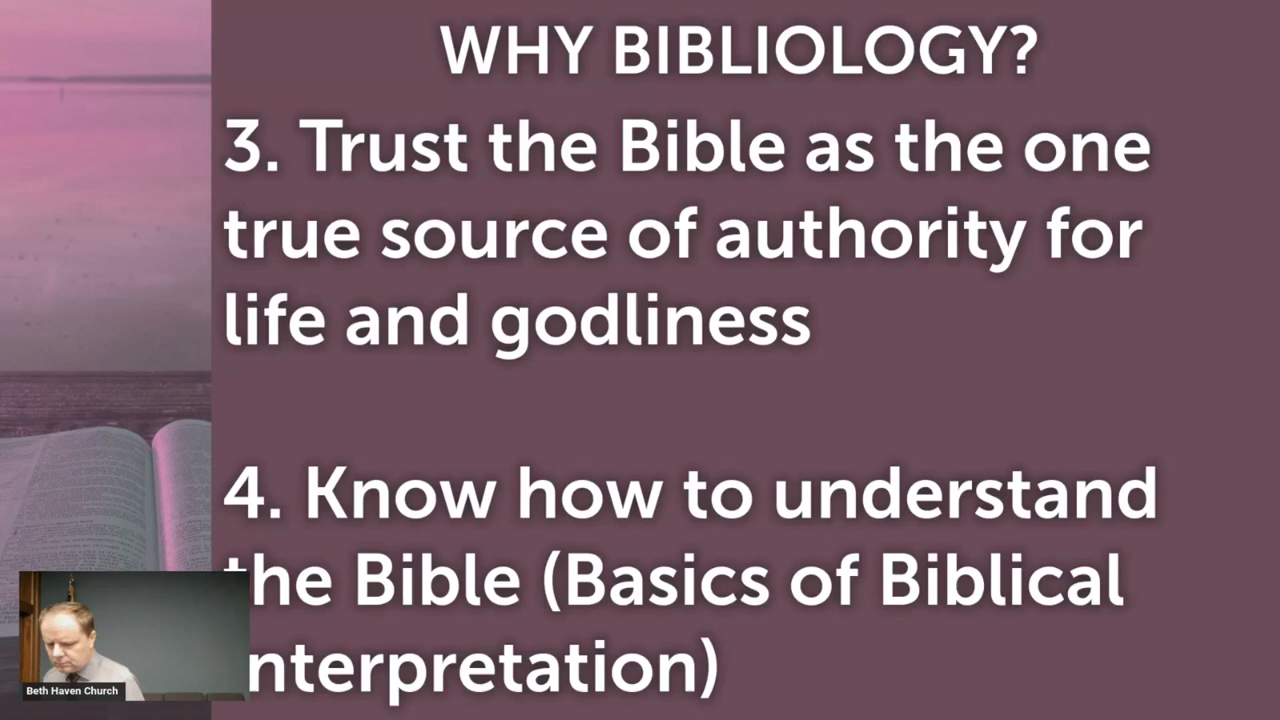 WHY BIBLIOLOGY?
3. Trust the Bible as the one
true source of authority for
life and godliness
4. Know how to understand
the Bible (Basics of Biblical
nterpretation)
Beth Haven Church